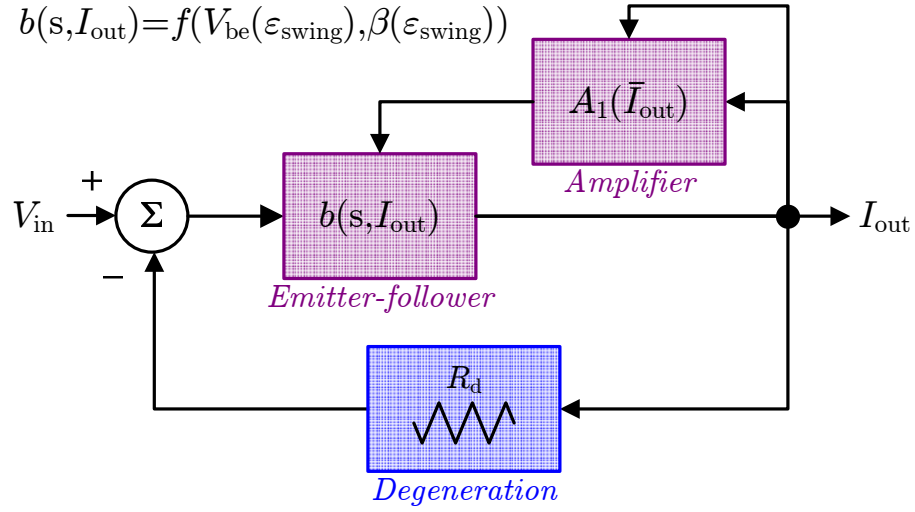 b(s,I_out)=f(V_be(ε_swing),β(ε_swing))
A_1(Ī_out)
Amplifier
+
V_in
Σ
b(s,I_out)
I_out
−
Emitter-follower
R_d
Degeneration